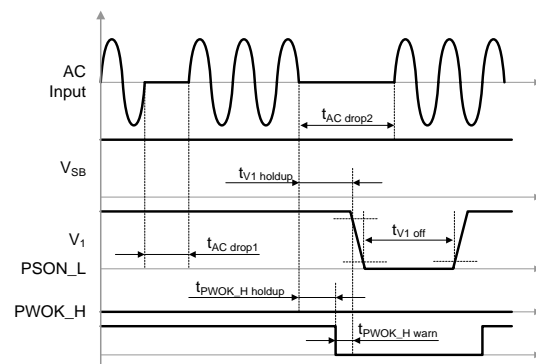 AC
Input
tAC drop2
VSB
tV1 holdup
V1
tAC drop1
tV1 off
PSON_L
tPWOK_H holdup
PWOK_H
tPWOK_H warn